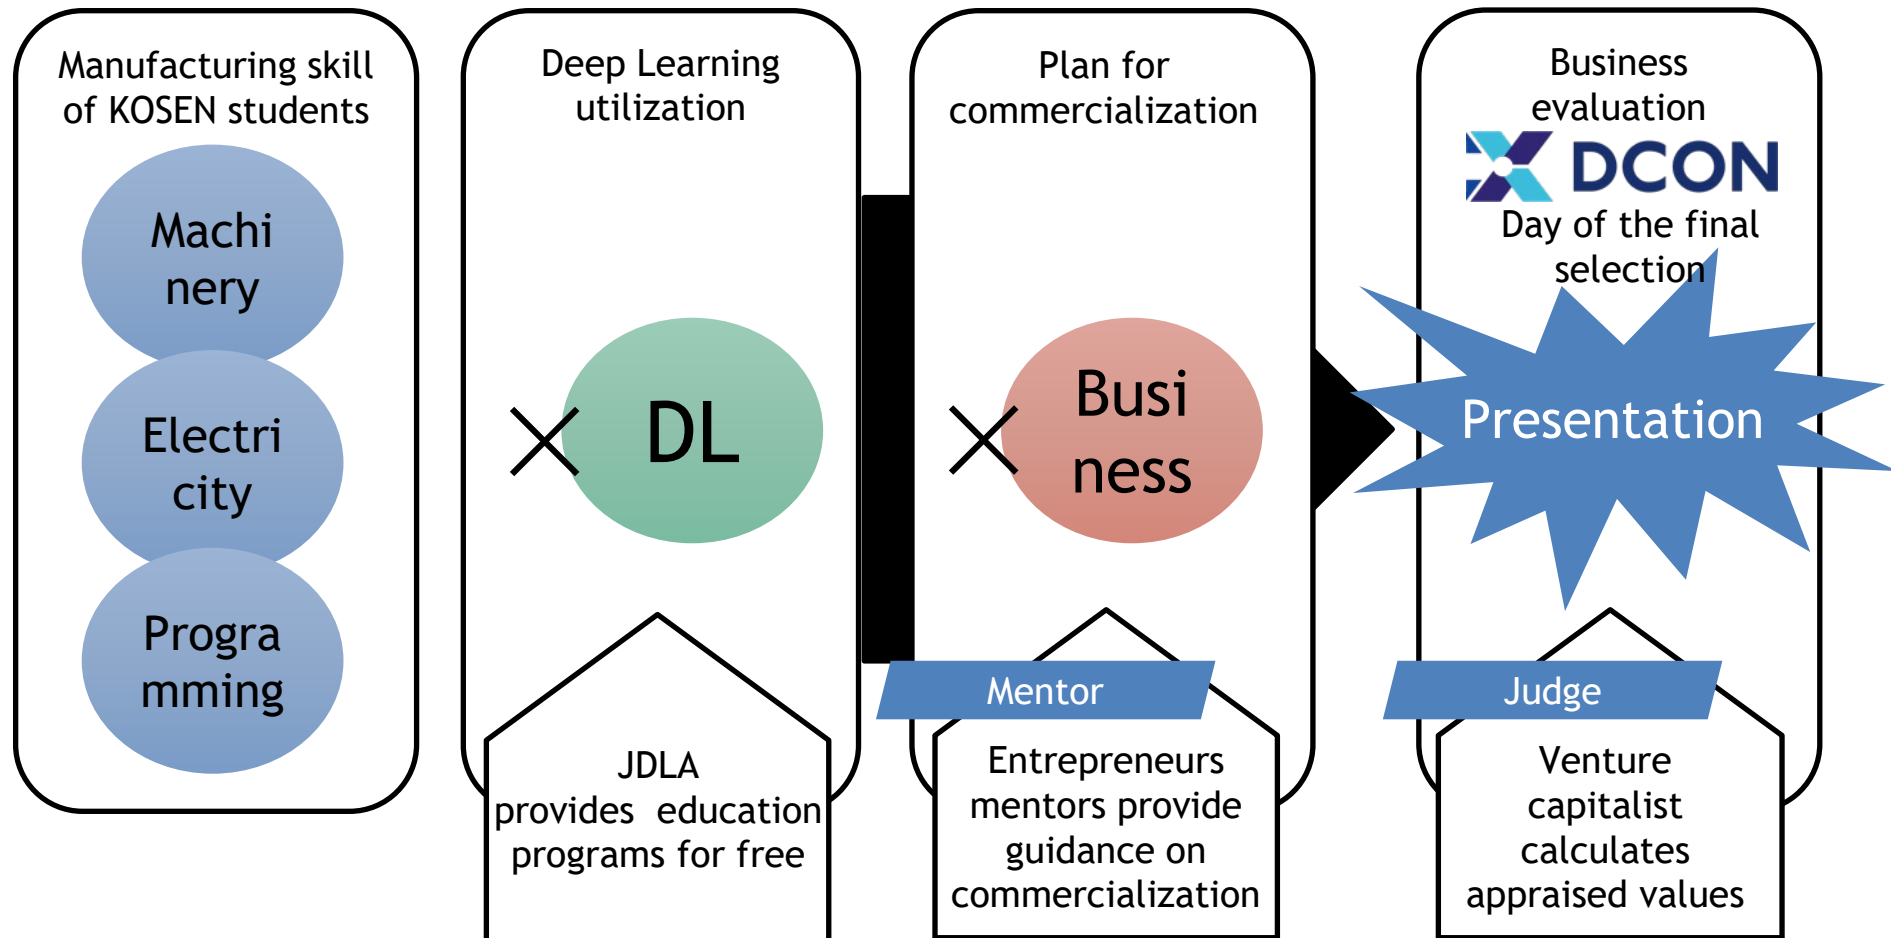 Manufacturing skill
of KOSEN students
Machi
nery
Electri
city
Progra
mming
Deep Learning
utilization
DL
JDLA
provides education
programs for free
Plan for
commercialization
Busi
ness
Mentor
Entrepreneurs
mentors provide
guidance on
commercialization
Business
evaluation
DCON
Day of the final
selection
Presentation
Judge
Venture
capitalist
calculates
appraised values